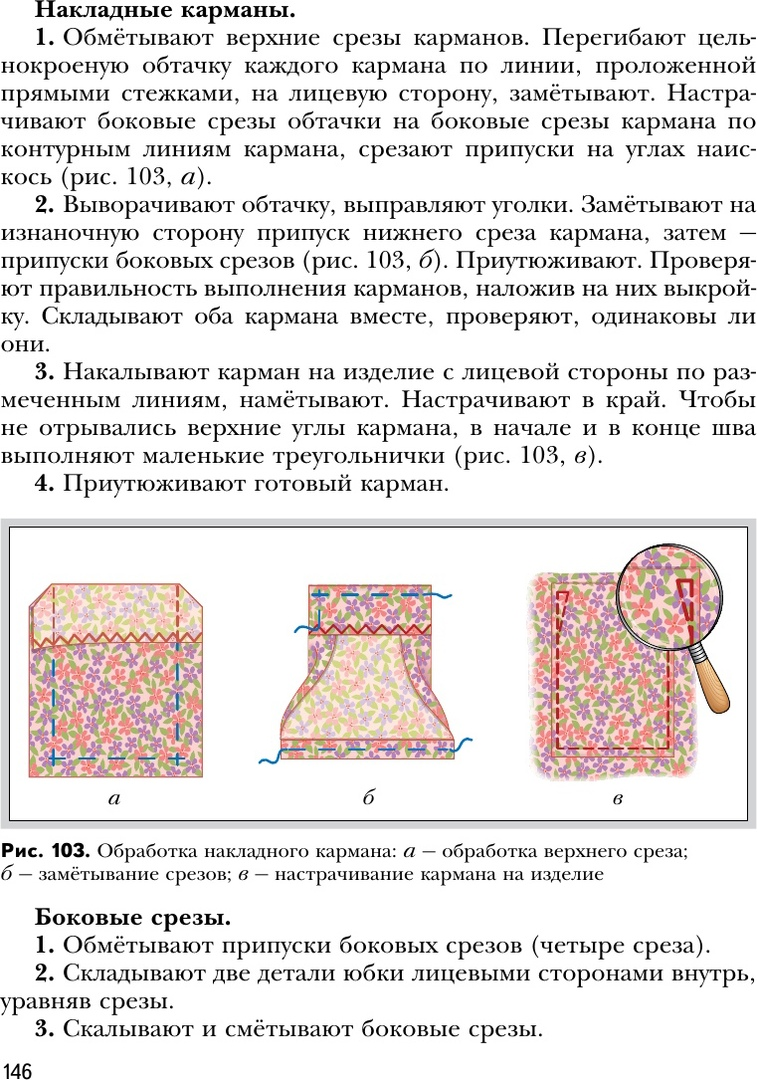 Накладные карманы.
1. Обмётывают верхние срезы карманов. Перегибают цель-
нокроеную обтачку каждого кармана по линии, проложенной
прямыми стежками, на лицевую сторону, замётывают. Настра-
чивают боковые срезы обтачки на боковые срезы кармана по
контурным линиям кармана, срезают припуски на углах наис-
кось (рис. 103, а).
2. Выворачивают обтачку, выправляют уголки. Замётывают на
изнаночную сторону припуск нижнего среза кармана, затем –
припуски боковых срезов (рис. 103, б). Приутюживают. Проверя-
ют правильность выполнения карманов, наложив на них выкрой-
ку. Складывают оба кармана вместе, проверяют, одинаковы ли
они.
3. Накалывают карман на изделие с лицевой стороны по раз-
меченным линиям, намётывают. Настрачивают в край. Чтобы
не отрывались верхние углы кармана, в начале и в конце шва
выполняют маленькие треугольнички (рис. 103, в).
4. Приутюживают готовый карман.
а б в
Рис. 103. Обработка накладного кармана: а – обработка верхнего среза;
б – замётывание срезов; в – настрачивание кармана на изделие
Боковые срезы.
1. Обмётывают припуски боковых срезов (четыре среза).
2. Складывают две детали юбки лицевыми сторонами внутрь,
уравняв срезы.
3. Скалывают и смётывают боковые срезы.
146